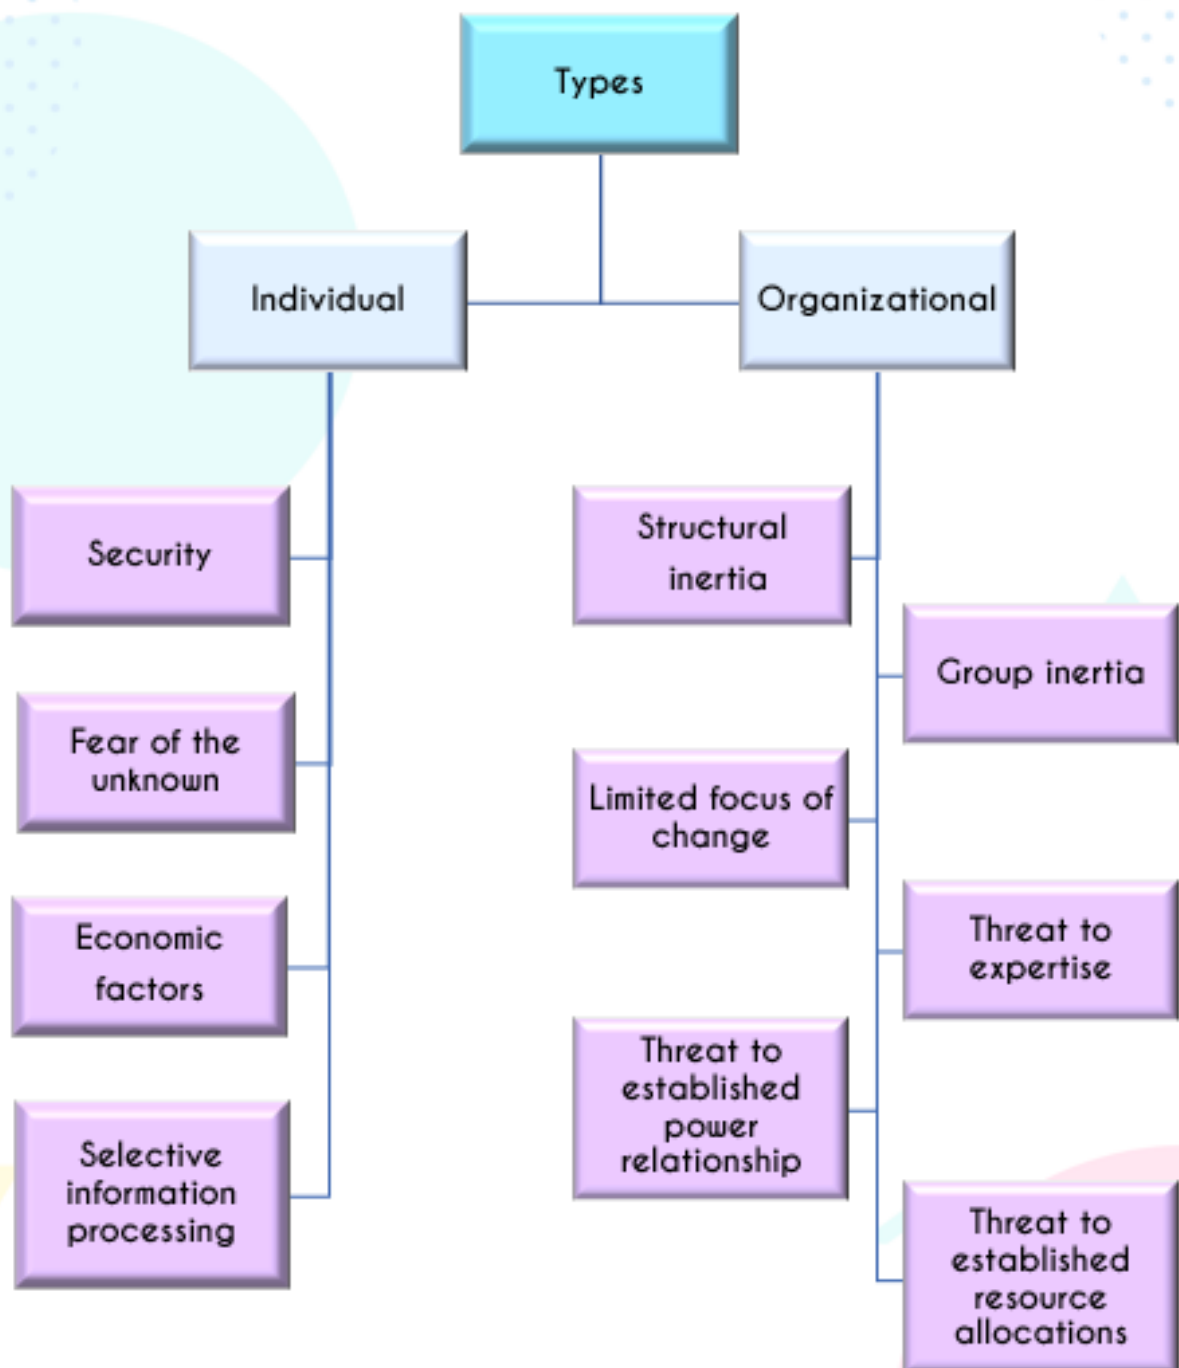 Types
Individual
Organizational
Security
Fear of the
unknown
Economic
factors
Selective
information
processing
Structural
inertia
Group inertia
Limited focus of
change
Threat to
expertise
Threat to
established
power
relationship
Threat to
established
resource
allocations